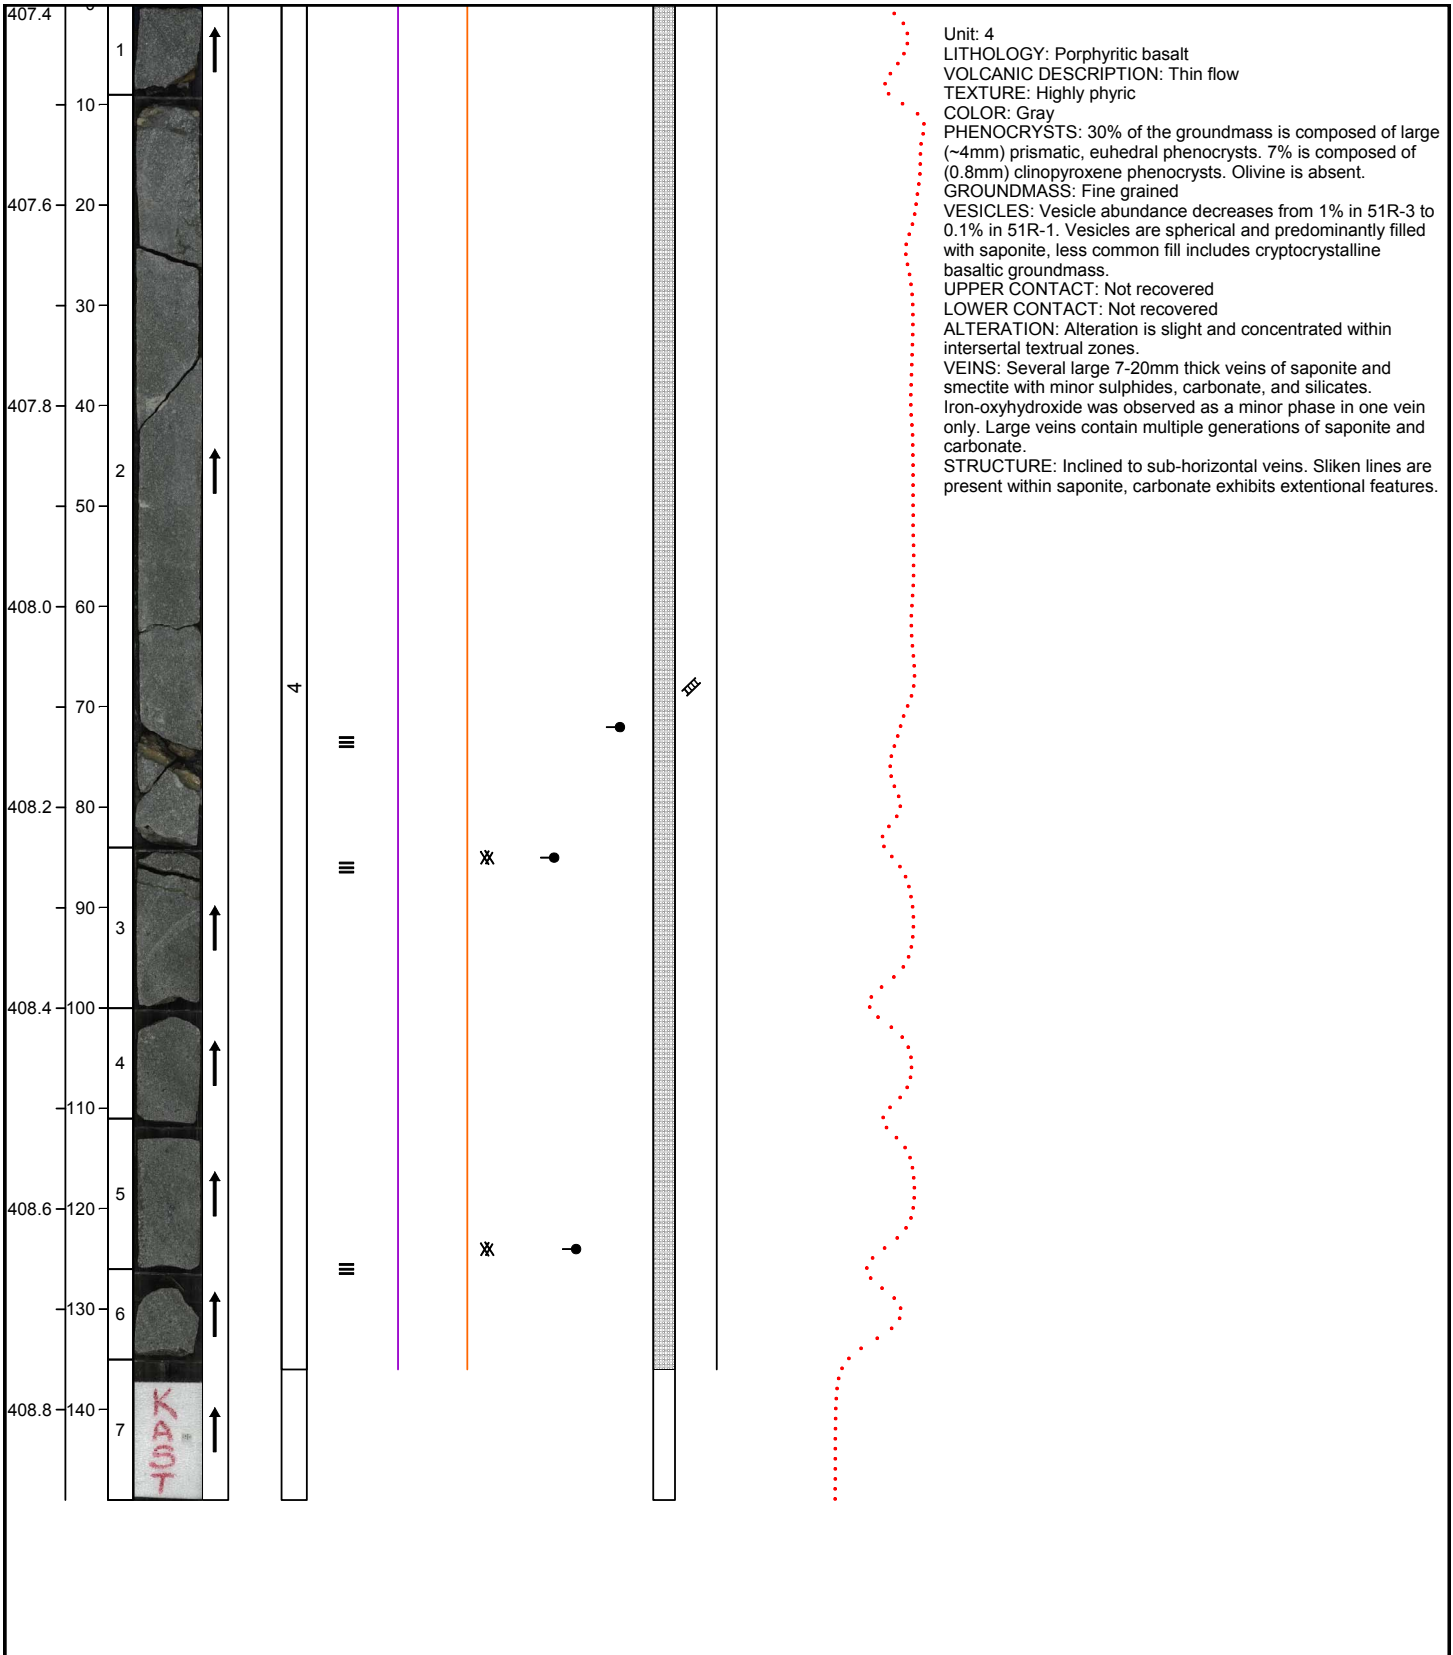 407.4
0
10
407.6
20
30
407.8
40
50
408.0
60
70
408.2
80
90
408.4
100
110
408.6
120
130
408.8
140
1
2
3
4
5
6
7
K
A
S
T
4
Unit: 4
LITHOLOGY: Porphyritic basalt
VOLCANIC DESCRIPTION: Thin flow
TEXTURE: Highly phyric
COLOR: Gray
PHENOCRYSTS: 30% of the groundmass is composed of large
(~4mm) prismatic, euhedral phenocrysts. 7% is composed of
(0.8mm) clinopyroxene phenocrysts. Olivine is absent.
GROUNDMASS: Fine grained
VESICLES: Vesicle abundance decreases from 1% in 51R-3 to
0.1% in 51R-1. Vesicles are spherical and predominantly filled
with saponite, less common fill includes cryptocrystalline
basaltic groundmass.
UPPER CONTACT: Not recovered
LOWER CONTACT: Not recovered
ALTERATION: Alteration is slight and concentrated within
intersertal textrual zones.
VEINS: Several large 7-20mm thick veins of saponite and
smectite with minor sulphides, carbonate, and silicates.
Iron-oxyhydroxide was observed as a minor phase in one vein
only. Large veins contain multiple generations of saponite and
carbonate.
STRUCTURE: Inclined to sub-horizontal veins. Sliken lines are
present within saponite, carbonate exhibits extentional features.